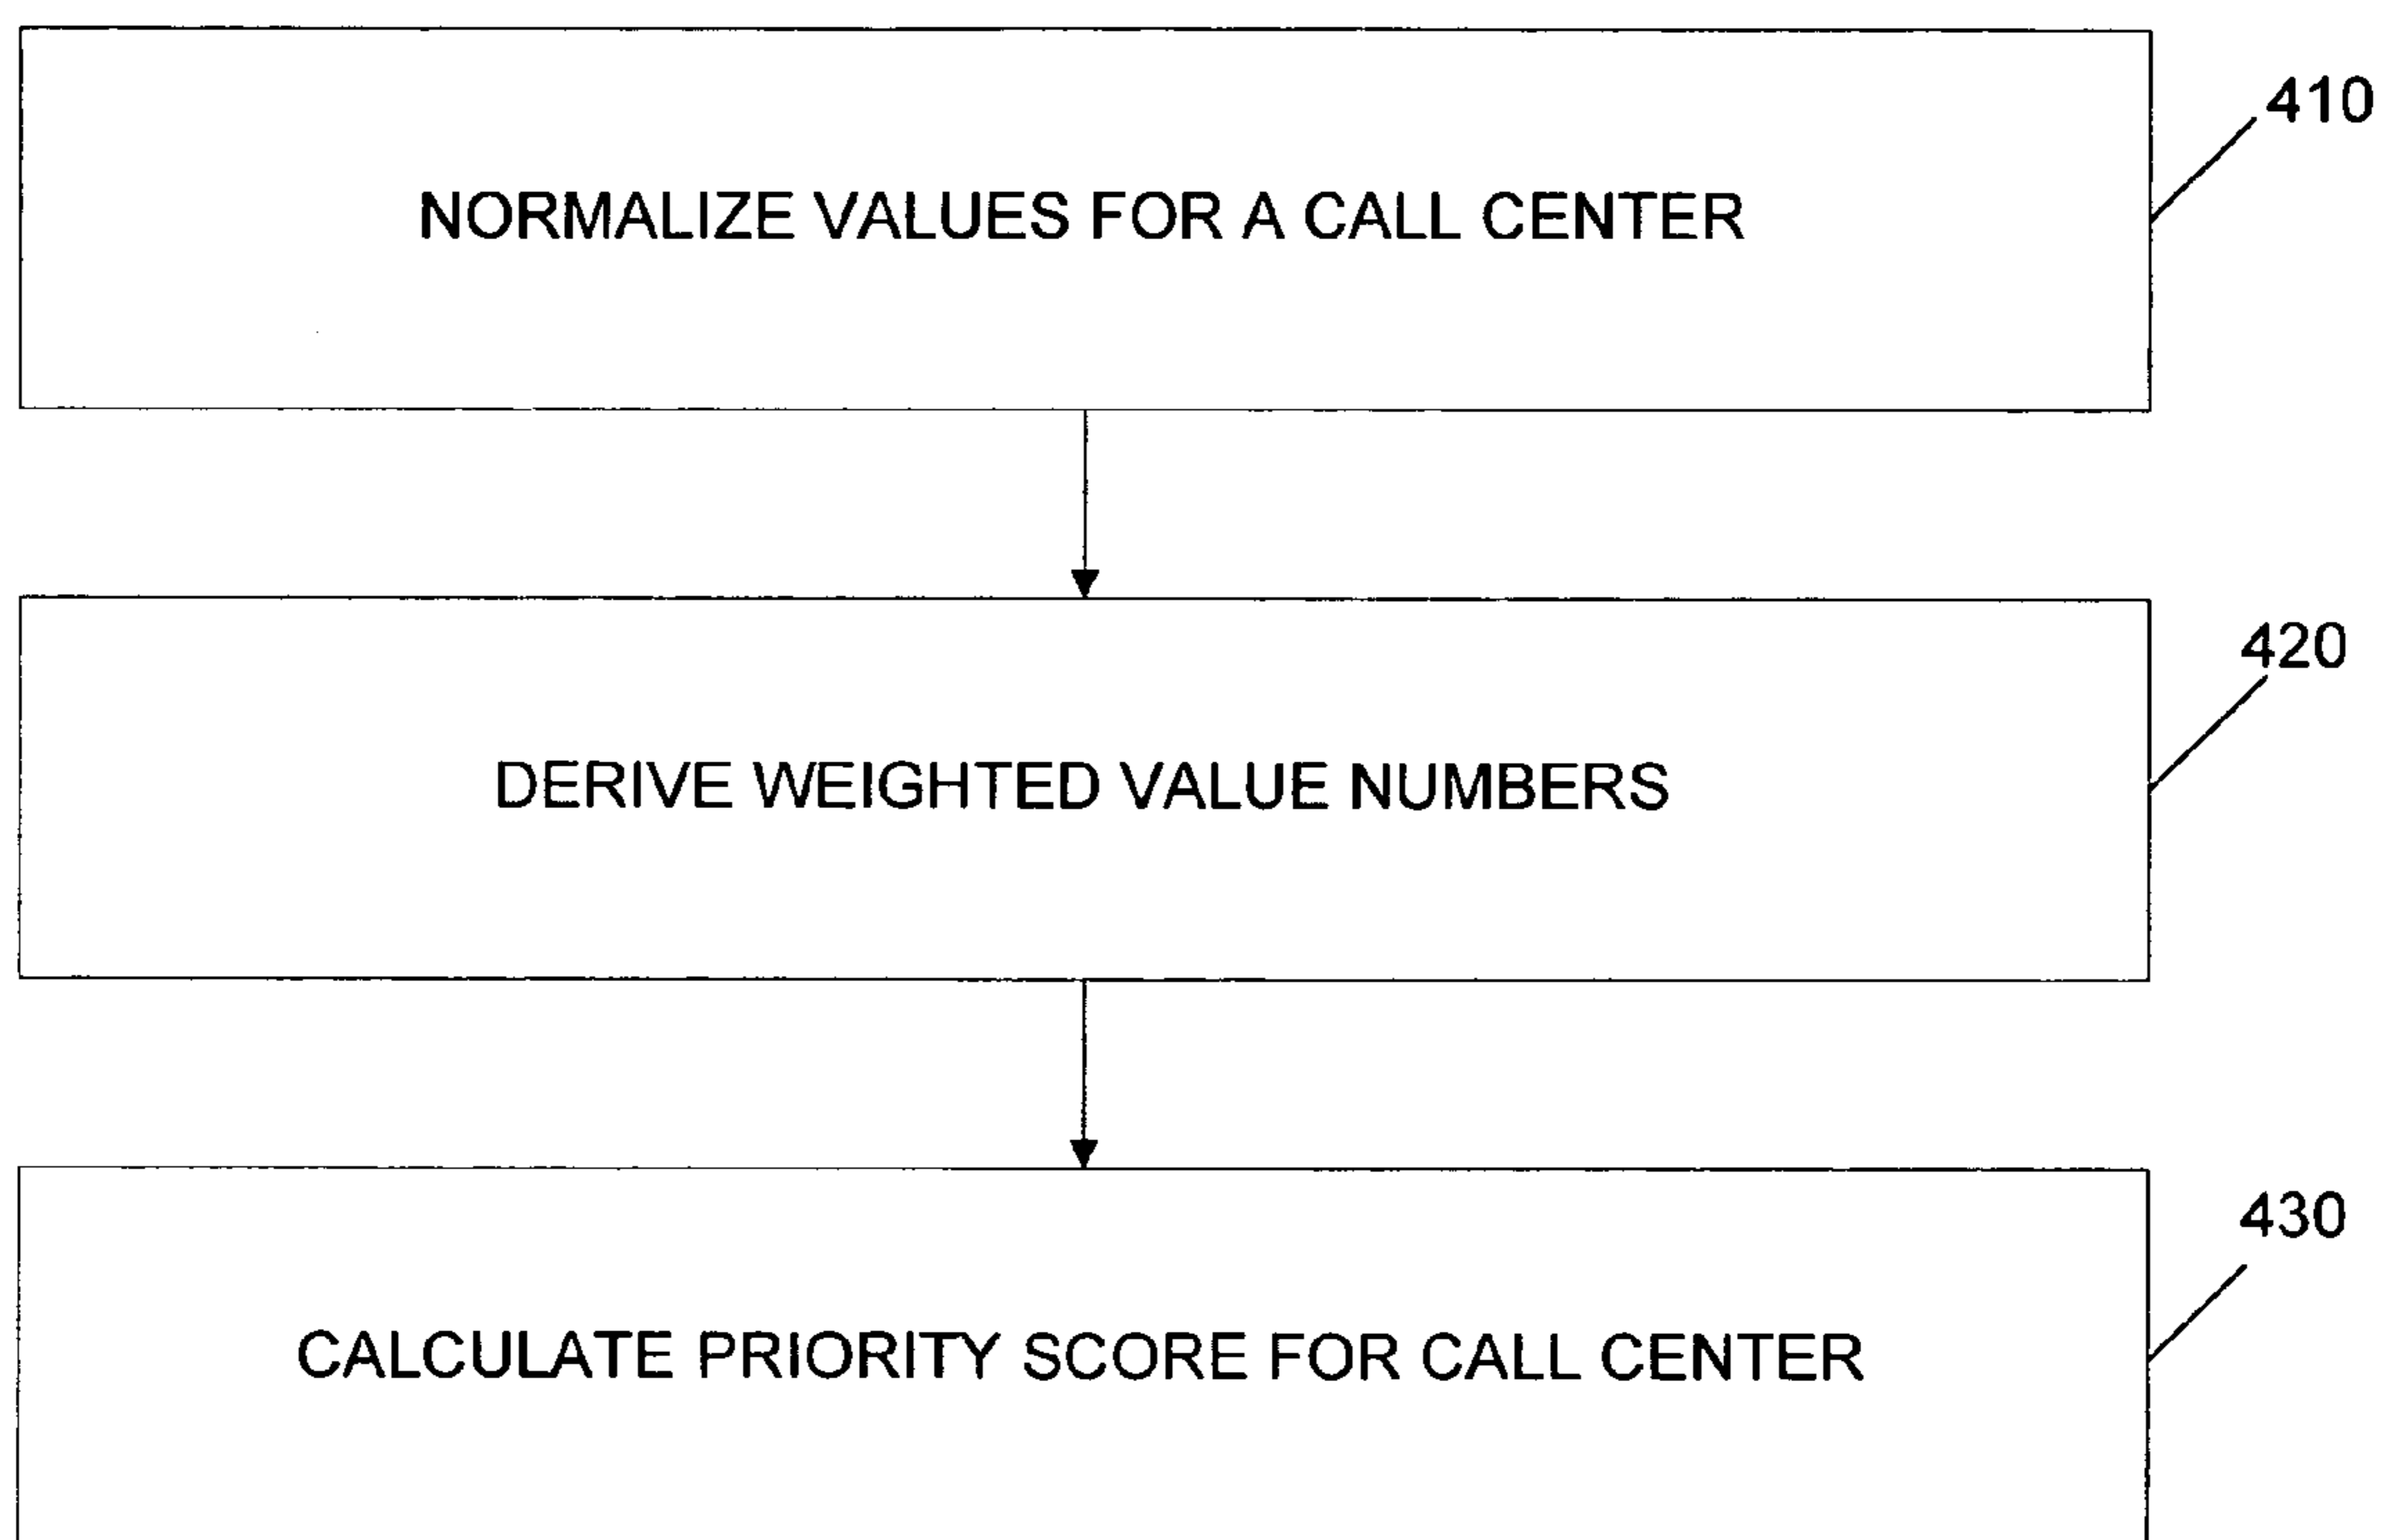 410
NORMALIZE VALUES FOR A CALL CENTER
420
DERIVE WEIGHTED VALUE NUMBERS
430
CALCULATE PRIORITY SCORE FOR CALL CENTER